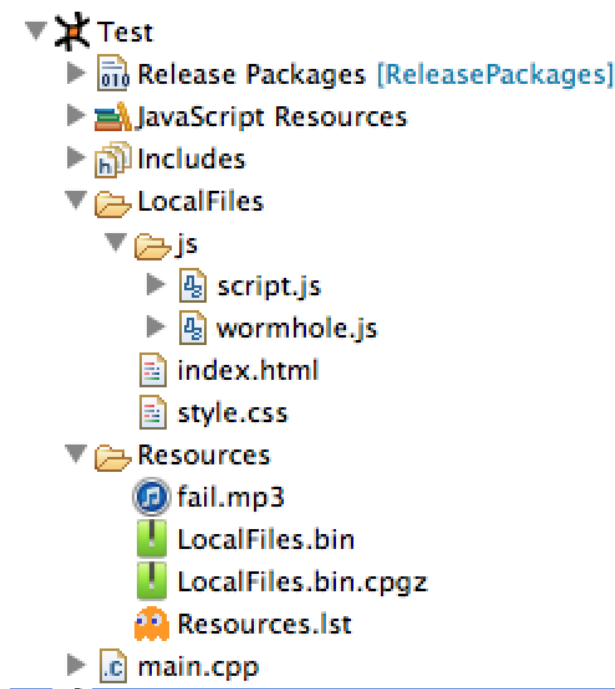 Test
Release Packages [ReleasePackages]
JavaScript Resources
Includes
LocalFiles
js
script.js
wormhole.js
index.html
style.css
Resources
fail.mp3
LocalFiles.bin
LocalFiles.bin.cpgz
Resources.lst
main.cpp